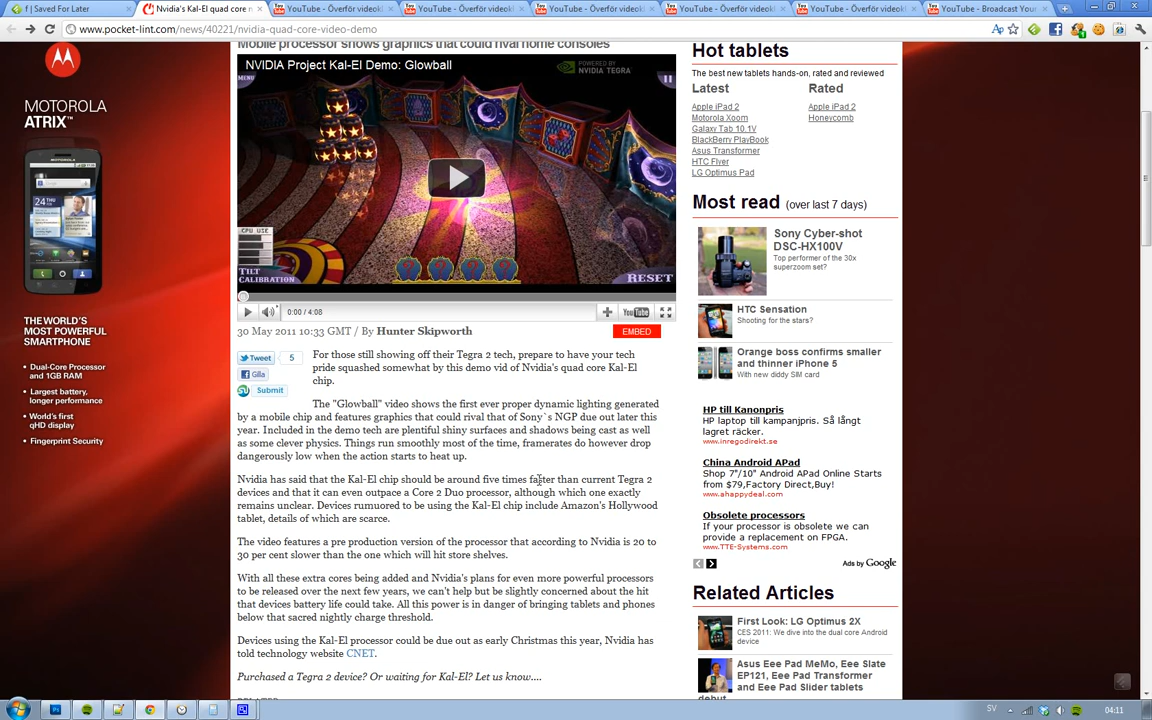 f | Saved For Later
Nvidia's Kal-El quad core n
YouTube - Överför videokl
YouTube - Överför videokl
YouTube - Överför videokl
YouTube - Överför videokl
YouTube - Överför videokl
YouTube - Broadcast Your
www.pocket-lint.com/news/40221/nvidia-quad-core-video-demo
MOTOROLA
ATRIX™
THE WORLD'S
MOST POWERFUL
SMARTPHONE
• Dual-Core Processor
and 1GB RAM
• Largest battery,
longer performance
• World's first
qHD display
• Fingerprint Security
Mobile processor shows graphics that could rival home consoles
NVIDIA Project Kal-El Demo: Glowball
POWERED BY
NVIDIA TEGRA
MENU
CPU USE
TILT
CALIBRATION
RESET
0:00 / 4:08
YouTube
30 May 2011 10:33 GMT / By Hunter Skipworth
EMBED
Tweet 5
Gilla
Submit
For those still showing off their Tegra 2 tech, prepare to have your tech
pride squashed somewhat by this demo vid of Nvidia's quad core Kal-El
chip.
The "Glowball" video shows the first ever proper dynamic lighting generated
by a mobile chip and features graphics that could rival that of Sony`s NGP due out later this
year. Included in the demo tech are plentiful shiny surfaces and shadows being cast as well
as some clever physics. Things run smoothly most of the time, framerates do however drop
dangerously low when the action starts to heat up.
Nvidia has said that the Kal-El chip should be around five times faster than current Tegra 2
devices and that it can even outpace a Core 2 Duo processor, although which one exactly
remains unclear. Devices rumoured to be using the Kal-El chip include Amazon's Hollywood
tablet, details of which are scarce.
The video features a pre production version of the processor that according to Nvidia is 20 to
30 per cent slower than the one which will hit store shelves.
With all these extra cores being added and Nvidia's plans for even more powerful processors
to be released over the next few years, we can't help but be slightly concerned about the hit
that devices battery life could take. All this power is in danger of bringing tablets and phones
below that sacred nightly charge threshold.
Devices using the Kal-El processor could be due out as early Christmas this year, Nvidia has
told technology website CNET.
Purchased a Tegra 2 device? Or waiting for Kal-El? Let us know....
Hot tablets
The best new tablets hands-on, rated and reviewed
Latest Rated
Apple iPad 2 Apple iPad 2
Motorola Xoom Honeycomb
Galaxy Tab 10.1V
BlackBerry PlayBook
Asus Transformer
HTC Flyer
LG Optimus Pad
Most read (over last 7 days)
Sony Cyber-shot
DSC-HX100V
Top performer of the 30x
superzoom set?
HTC Sensation
Shooting for the stars?
Orange boss confirms smaller
and thinner iPhone 5
With new diddy SIM card
HP till Kanonpris
HP laptop till kampanjpris. Så långt
lagret räcker.
www.inregodirekt.se
China Android APad
Shop 7"/10" Android APad Online Starts
from $79,Factory Direct,Buy!
www.ahappydeal.com
Obsolete processors
If your processor is obsolete we can
provide a replacement on FPGA.
www.TTE-Systems.com
Ads by Google
Related Articles
First Look: LG Optimus 2X
CES 2011: We dive into the dual core Android
device
Asus Eee Pad MeMo, Eee Slate
EP121, Eee Pad Transformer
and Eee Pad Slider tablets
debut
SV
04:11